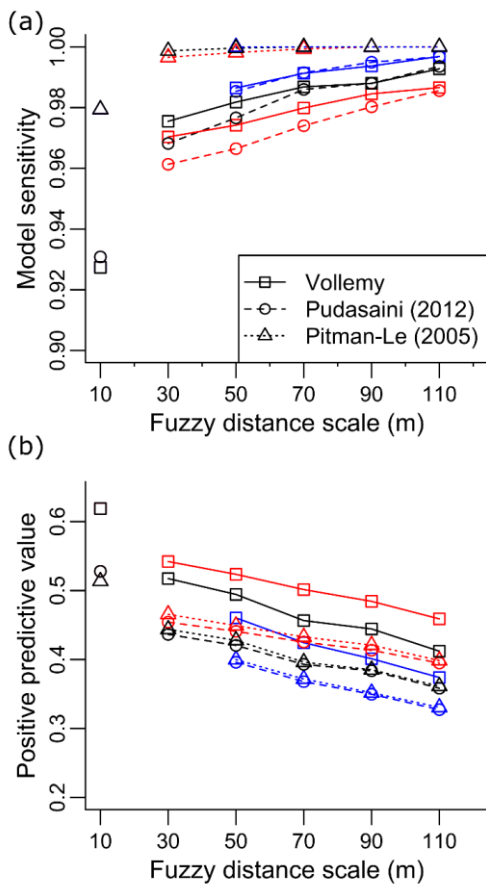 (a)
Model sensitivity
1.00
0.98
0.96
0.94
0.92
0.90
Vollemy
Pudasaini (2012)
Pitman-Le (2005)
10 30 50 70 90 110
Fuzzy distance scale (m)
(b)
Positive predictive value
0.6
0.5
0.4
0.3
0.2
10 30 50 70 90 110
Fuzzy distance scale (m)